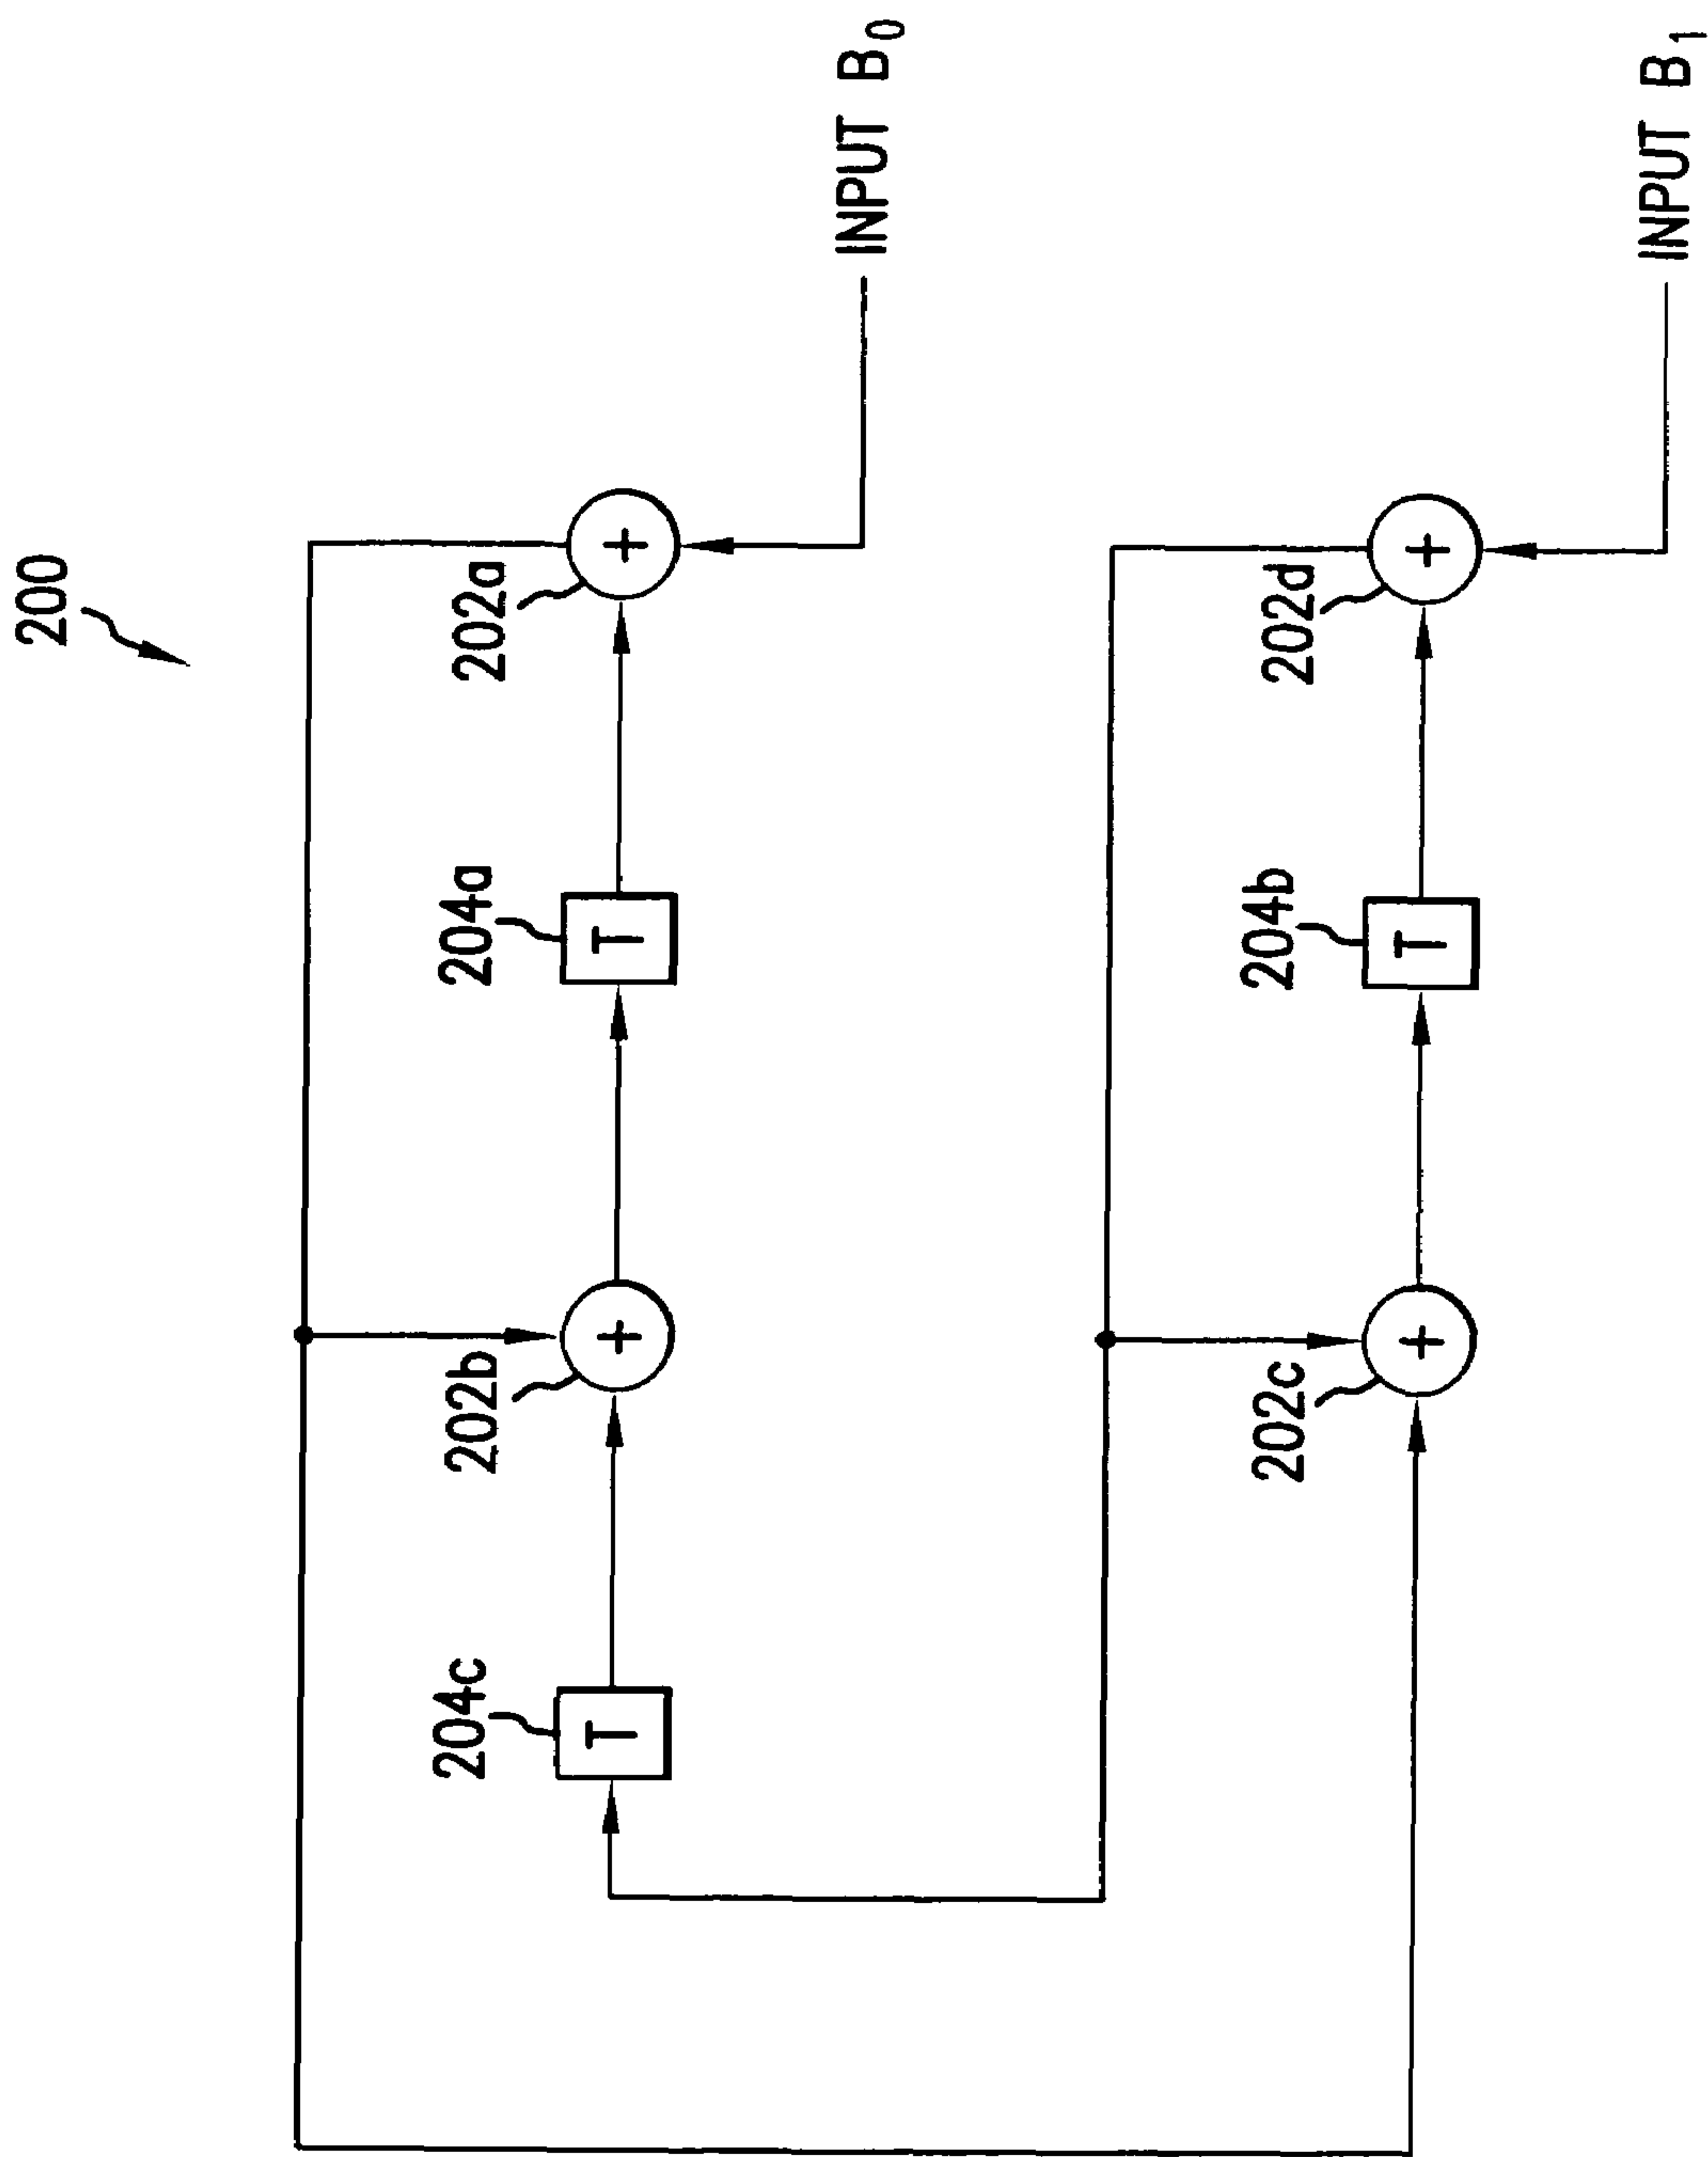 200
204c
202b
204a
202a
T
+
T
+
INPUT B₀
202c
204b
202d
+
T
+
INPUT B₁